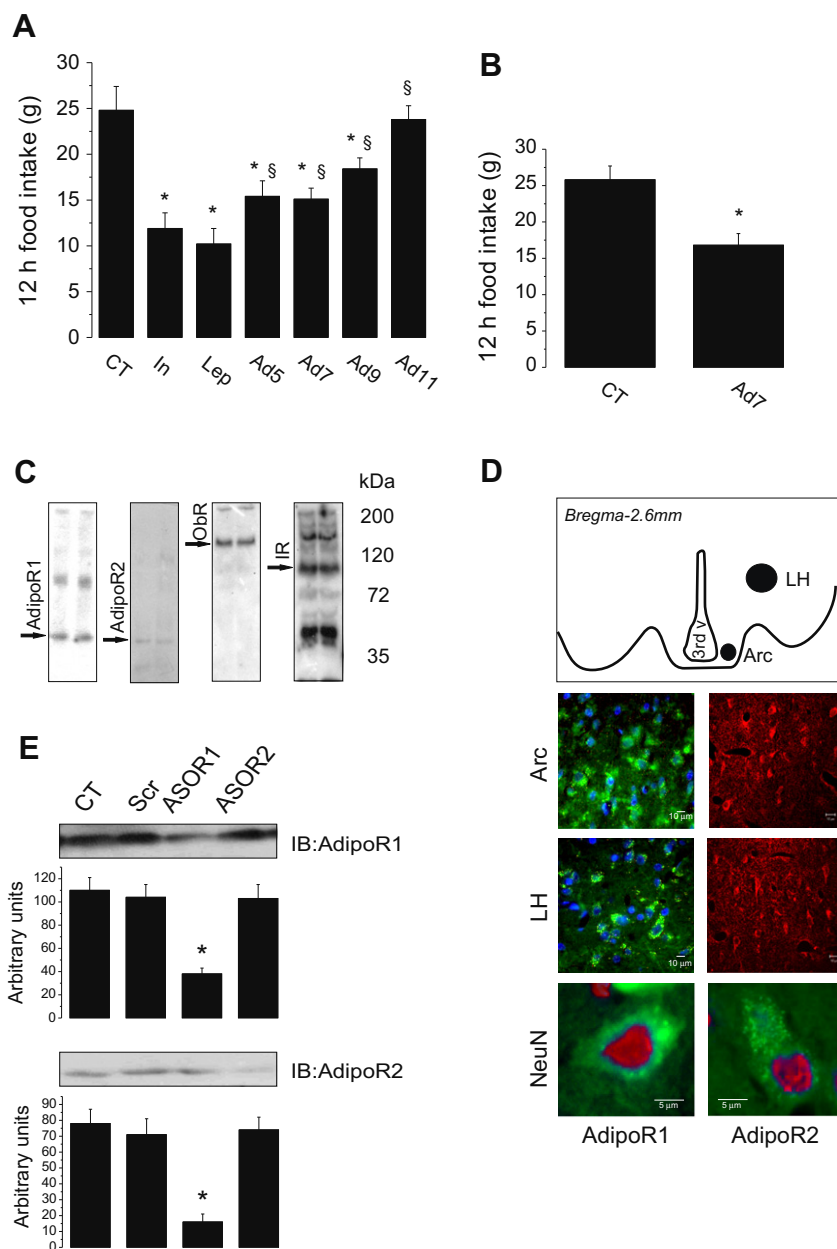 A
12 h food intake (g)
30
25
20
15
10
5
0
*
*
* §
* §
* §
§
CT
In
Lep
Ad5
Ad7
Ad9
Ad11
B
12 h food intake (g)
30
25
20
15
10
5
0
*
CT
Ad7
C
AdipoR1
AdipoR2
ObR
IR
kDa
200
120
72
35
D
Bregma-2.6mm
LH
3rd v
Arc
Arc
10 µm
LH
10 µm
NeuN
5 µm
5 µm
AdipoR1
AdipoR2
E
CT
Scr
ASOR1
ASOR2
IB:AdipoR1
Arbitrary units
120
100
80
60
40
20
0
*
IB:AdipoR2
Arbitrary units
90
80
70
60
50
40
30
20
10
0
*